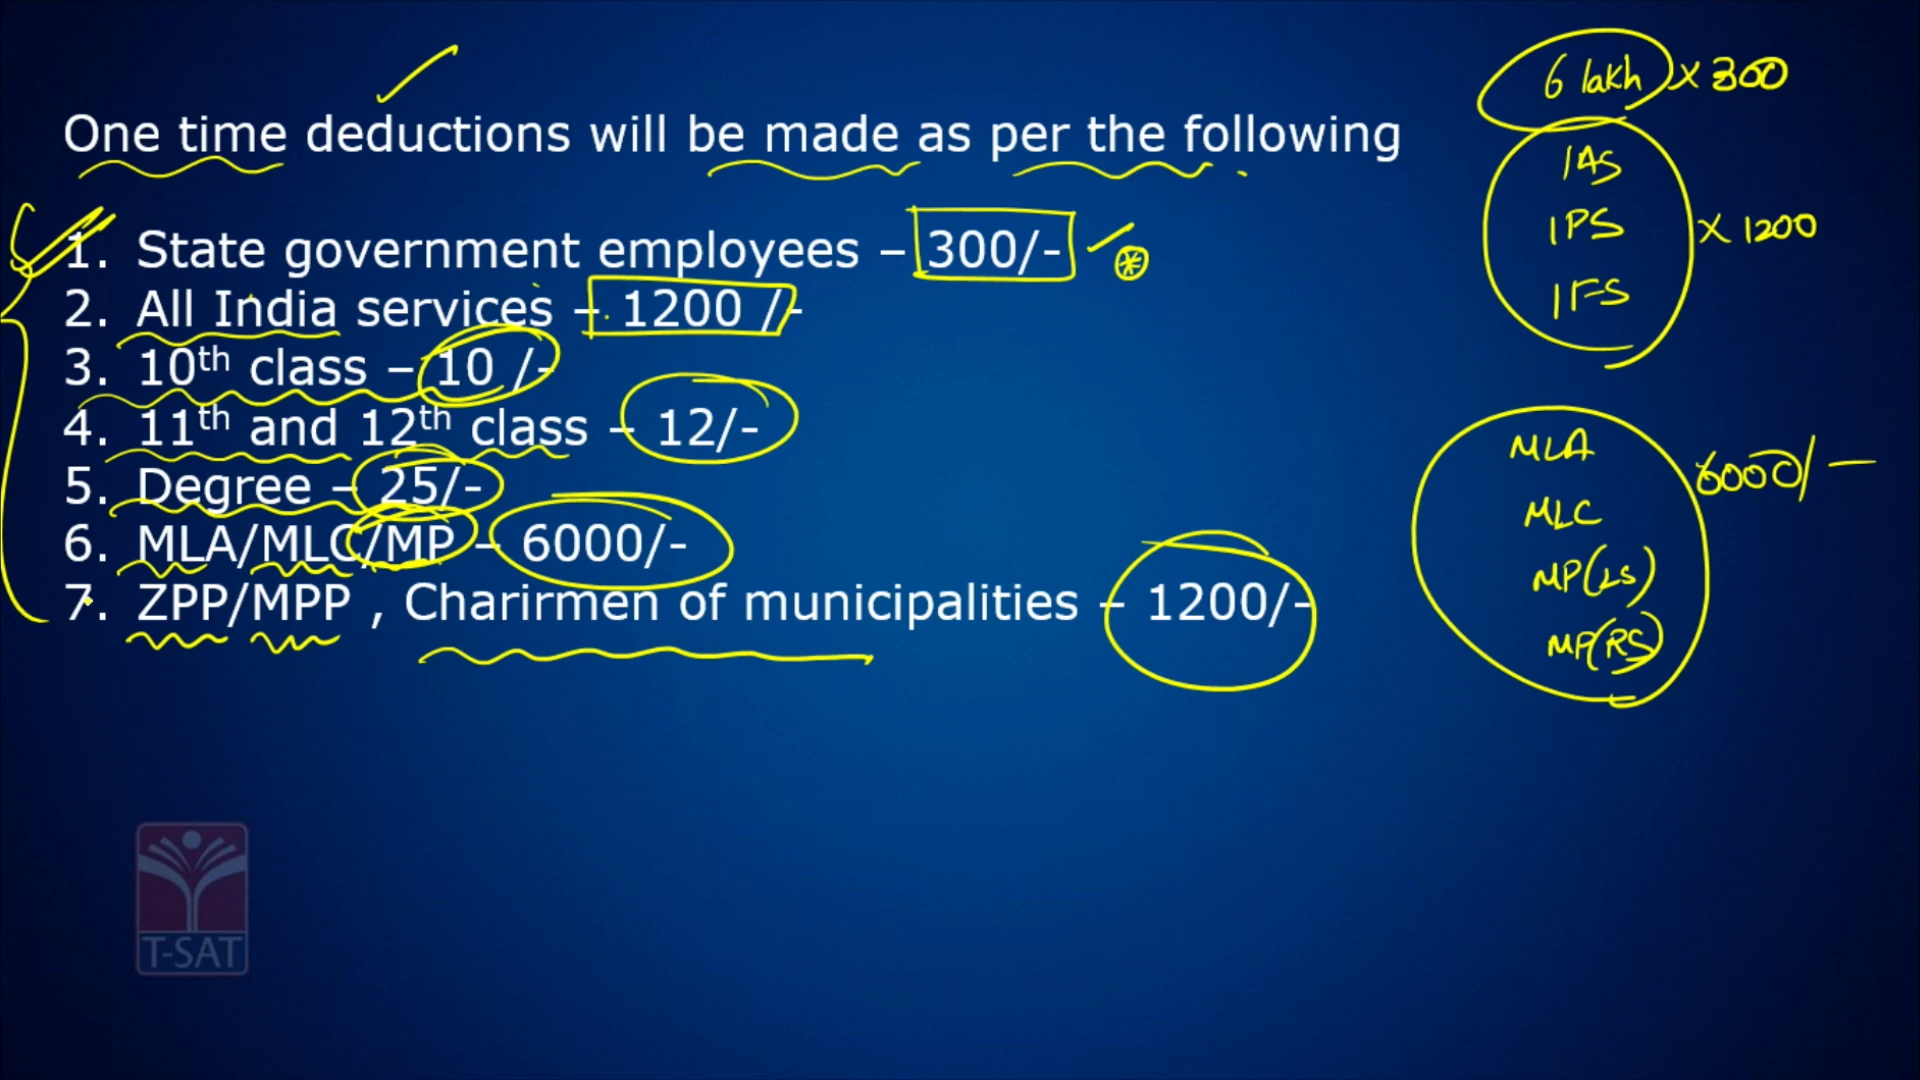 One time deductions will be made as per the following
1. State government employees – 300/-
2. All India services – 1200 /-
3. 10th class – 10 /-
4. 11th and 12th class – 12/-
5. Degree – 25/-
6. MLA/MLC/MP – 6000/-
7. ZPP/MPP , Charirmen of municipalities – 1200/-
6 lakh x 300
IAS
IPS x 1200
IFS
MLA
6000/-
MLC
MP(LS)
MP(RS)
T-SAT